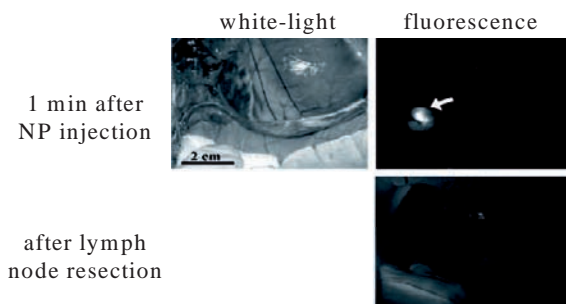 white-light
fluorescence
1 min after
NP injection
2 cm
after lymph
node resection